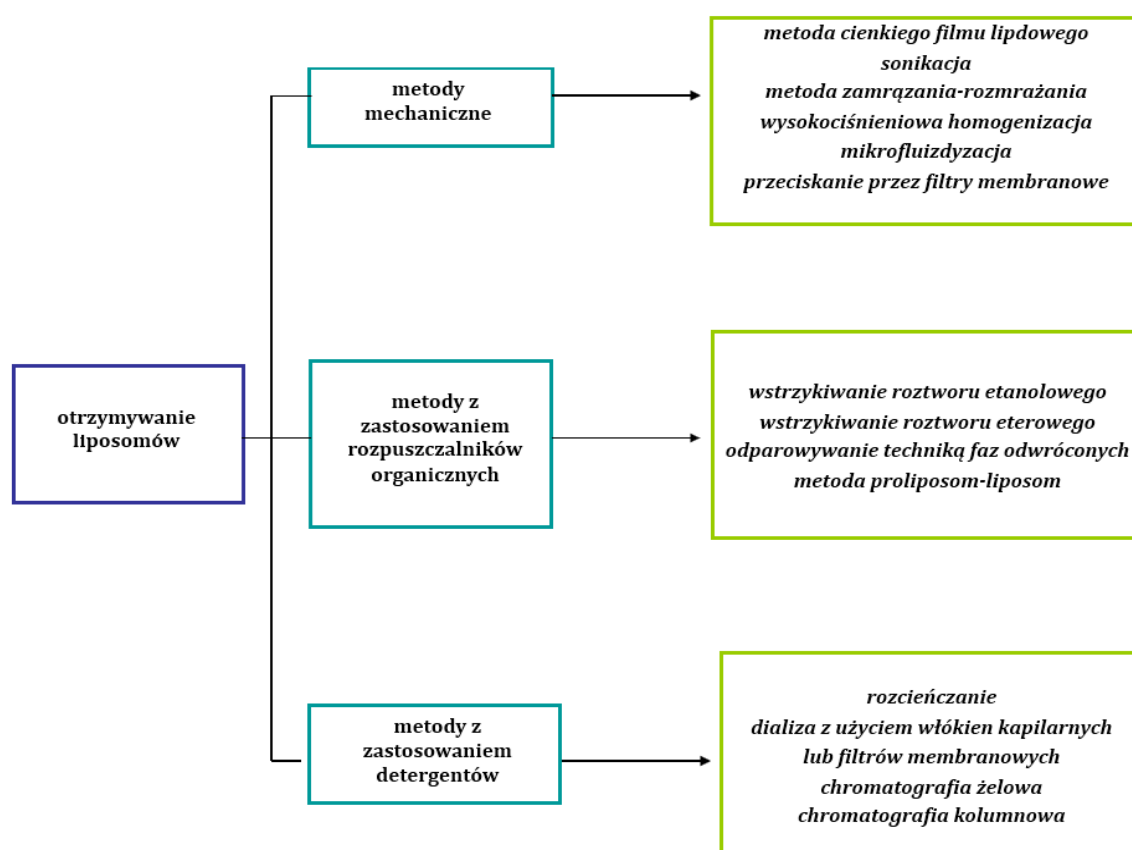 otrzymywanie
liposomów
metody
mechaniczne
metoda cienkiego filmu lipdowego
sonikacja
metoda zamrązania-rozmrażania
wysokociśnieniowa homogenizacja
mikrofluizdyzacja
przeciskanie przez filtry membranowe
metody z
zastosowaniem
rozpuszczalników
organicznych
wstrzykiwanie roztworu etanolowego
wstrzykiwanie roztworu eterowego
odparowywanie techniką faz odwróconych
metoda proliposom-liposom
metody z
zastosowaniem
detergentów
rozcieńczanie
dializa z użyciem włókien kapilarnych
lub filtrów membranowych
chromatografia żelowa
chromatografia kolumnowa